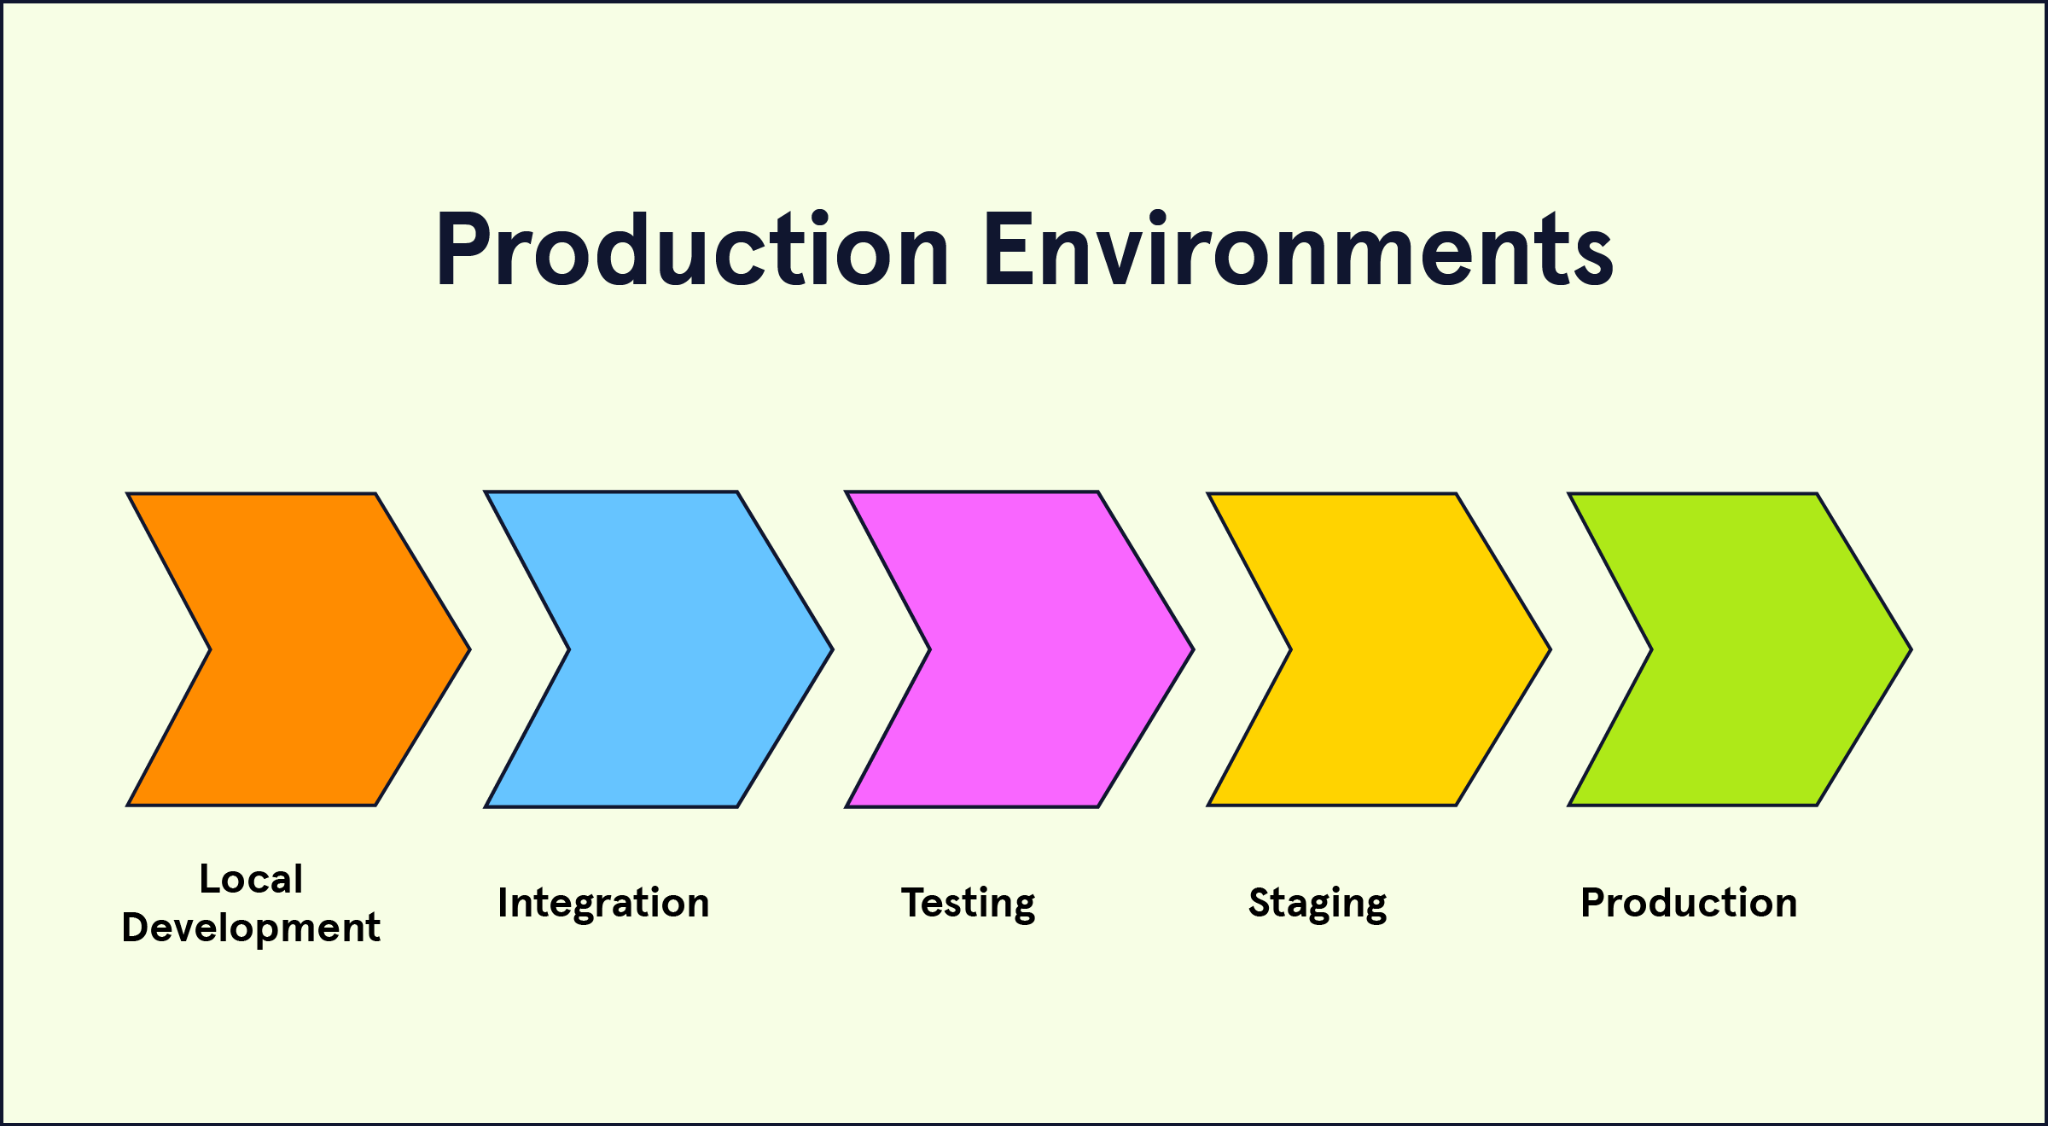 Production Environments
Local
Development
Integration
Testing
Staging
Production